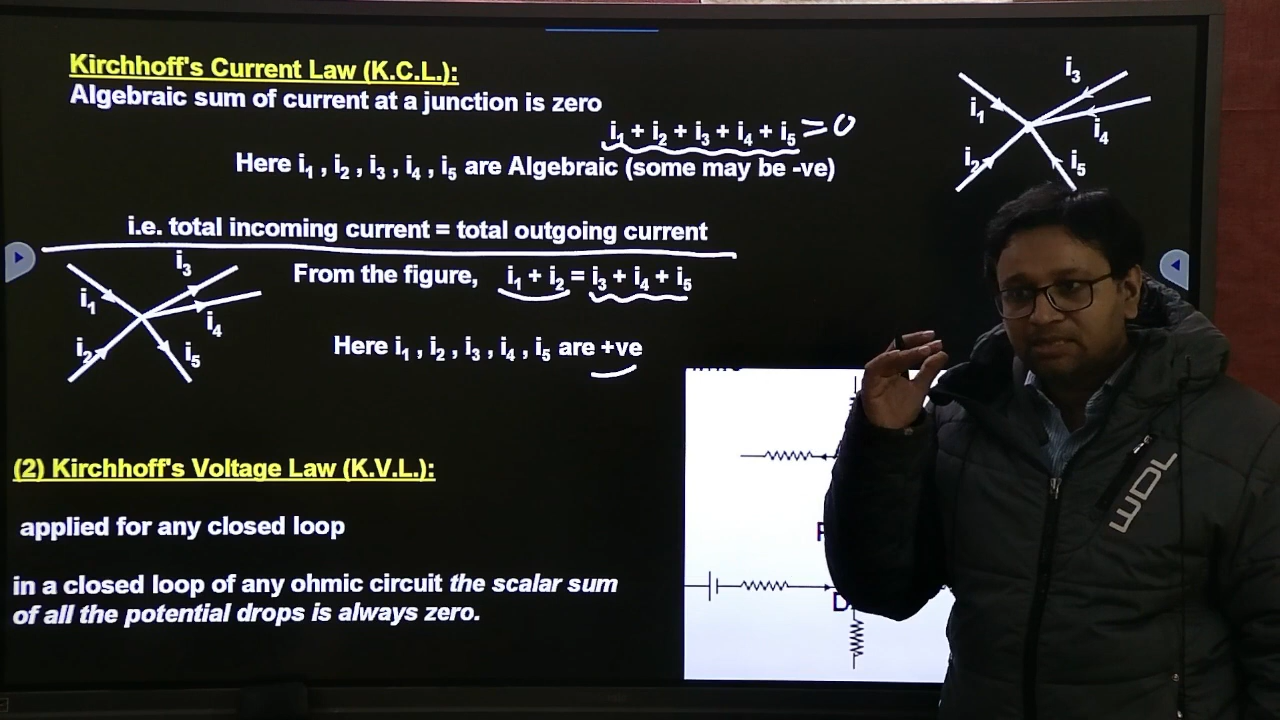 Kirchhoff's Current Law (K.C.L.):
Algebraic sum of current at a junction is zero
i₁ + i₂ + i₃ + i₄ + i₅ = 0
Here i₁ , i₂ , i₃ , i₄ , i₅ are Algebraic (some may be -ve)
i₃
i₁
i₄
i₂
i₅
i.e. total incoming current = total outgoing current
i₃
i₁
i₄
i₂
i₅
From the figure, i₁ + i₂ = i₃ + i₄ + i₅
Here i₁ , i₂ , i₃ , i₄ , i₅ are +ve
(2) Kirchhoff's Voltage Law (K.V.L.):
applied for any closed loop
in a closed loop of any ohmic circuit the scalar sum
of all the potential drops is always zero.
D
WDL